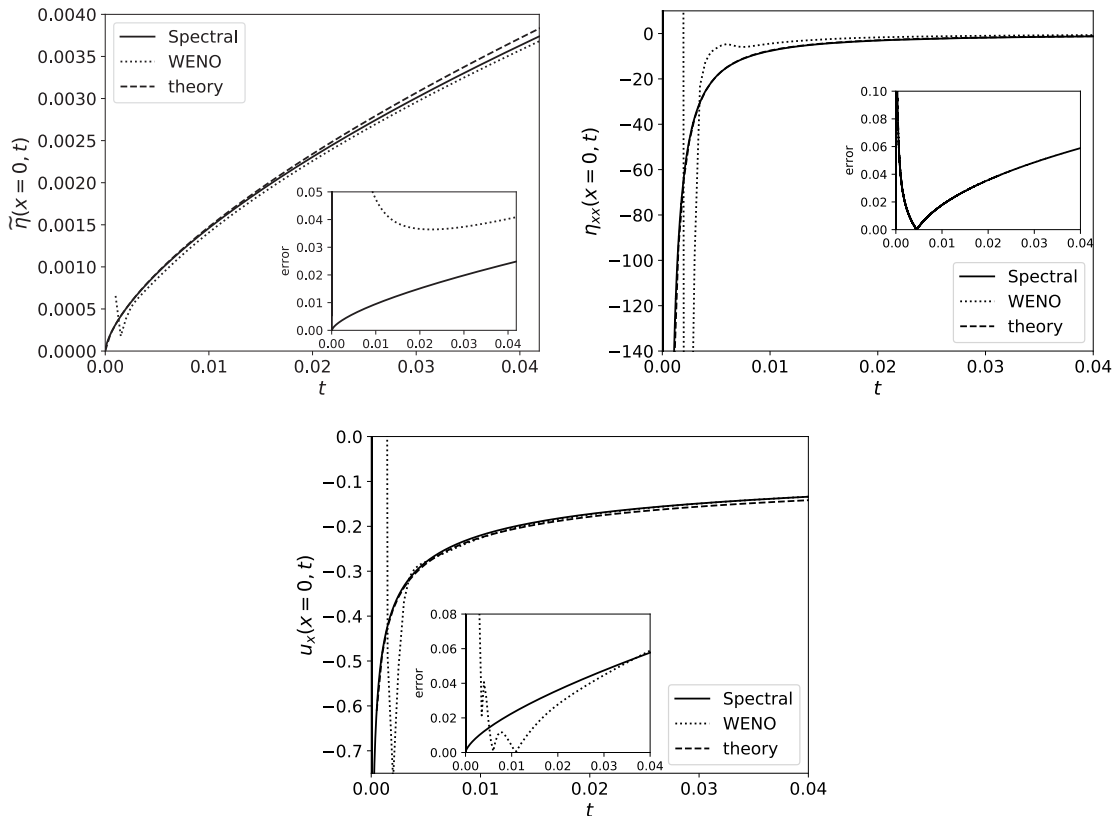 0.0040
0.0035
0.0030
0.0025
0.0020
0.0015
0.0010
0.0005
0.0000
η̃(x = 0, t)
Spectral
WENO
theory
0.05
0.04
0.03
0.02
0.01
0.00
error
0.00 0.01 0.02 0.03 0.04
0.00 0.01 0.02 0.03 0.04
t
0
−20
−40
−60
−80
−100
−120
−140
ηxx(x = 0, t)
0.10
0.08
0.06
0.04
0.02
0.00
error
0.00 0.01 0.02 0.03 0.04
Spectral
WENO
theory
0.00 0.01 0.02 0.03 0.04
t
0.0
−0.1
−0.2
−0.3
−0.4
−0.5
−0.6
−0.7
ux(x = 0, t)
0.08
0.06
0.04
0.02
0.00
error
0.00 0.01 0.02 0.03 0.04
Spectral
WENO
theory
0.00 0.01 0.02 0.03 0.04
t